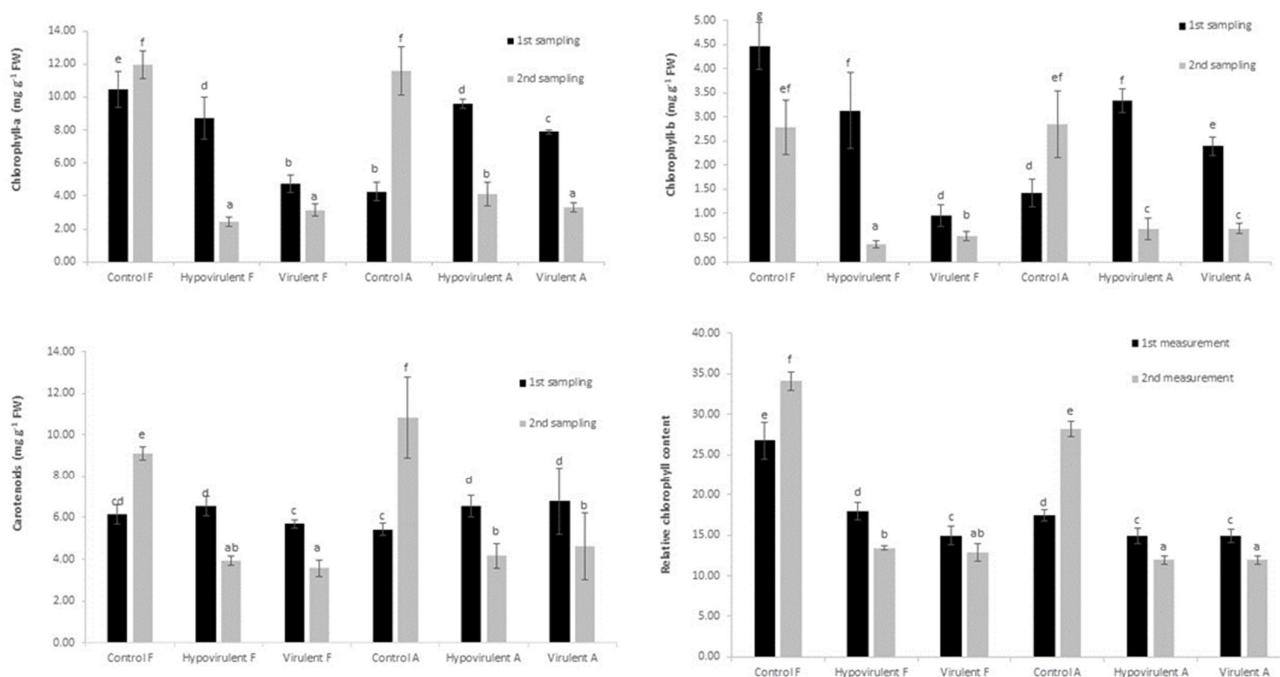 14.00
12.00
10.00
8.00
6.00
4.00
2.00
0.00
Chlorophyll-a (mg g⁻¹ FW)
e f d a b a b f d b c a
Control F Hypovirulent F Virulent F Control A Hypovirulent A Virulent A
1st sampling
2nd sampling
5.00
4.50
4.00
3.50
3.00
2.50
2.00
1.50
1.00
0.50
0.00
Chlorophyll-b (mg g⁻¹ FW)
g ef f a d b d ef f c e c
Control F Hypovirulent F Virulent F Control A Hypovirulent A Virulent A
1st sampling
2nd sampling
14.00
12.00
10.00
8.00
6.00
4.00
2.00
0.00
Carotenoids (mg g⁻¹ FW)
cd e d ab c a c f d b d b
Control F Hypovirulent F Virulent F Control A Hypovirulent A Virulent A
1st sampling
2nd sampling
40.00
35.00
30.00
25.00
20.00
15.00
10.00
5.00
0.00
Relative chlorophyll content
e f d b c ab d e c a c a
Control F Hypovirulent F Virulent F Control A Hypovirulent A Virulent A
1st measurement
2nd measurement